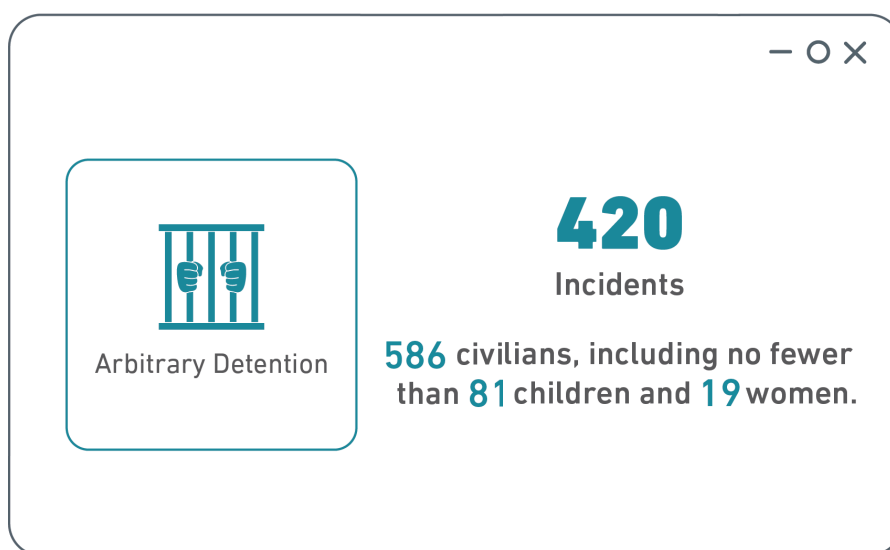 Arbitrary Detention
420
Incidents
586 civilians, including no fewer
than 81 children and 19 women.